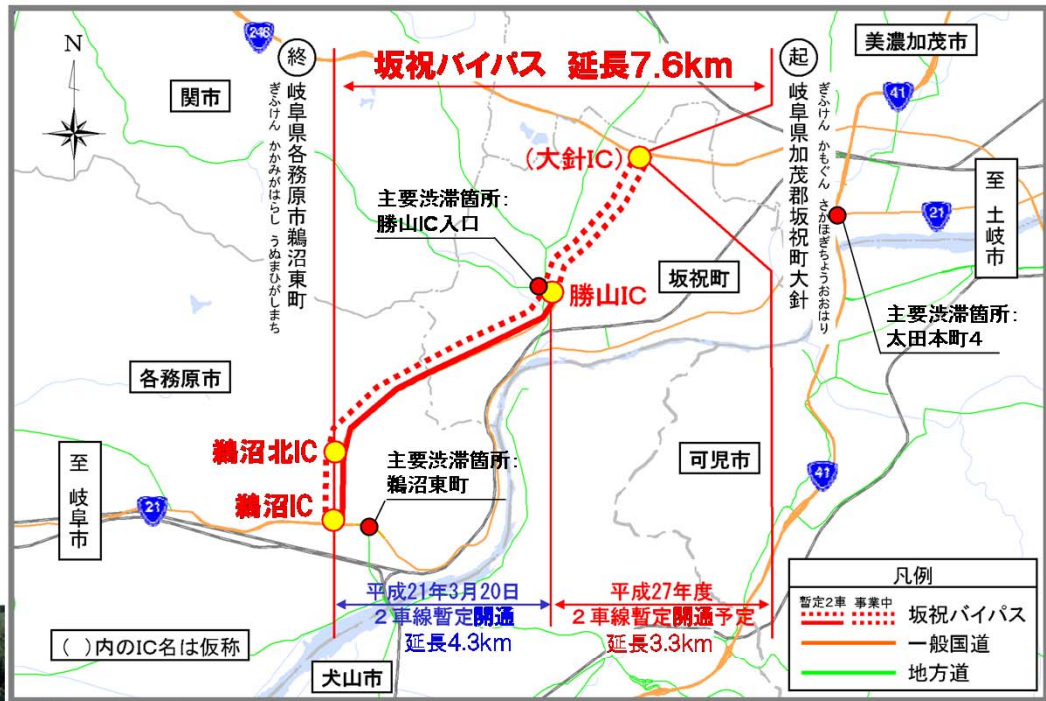 248
関市
終
岐阜県各務原市鵜沼東町
ぎふけん かかみがはらし うぬまひがしまち
N
坂祝バイパス 延長7.6km
起
岐阜県加茂郡坂祝町大針
ぎふけん かもぐん さかほぎちょうおおはり
美濃加茂市
41
至 土岐市
21
(大針IC)
主要渋滞箇所:
勝山IC入口
勝山IC
坂祝町
主要渋滞箇所:
太田本町4
各務原市
鵜沼北IC
鵜沼IC
主要渋滞箇所:
鵜沼東町
可児市
41
至 岐阜市
21
平成21年3月20日
2車線暫定開通
延長4.3km
平成27年度
2車線暫定開通予定
延長3.3km
( )内のIC名は仮称
犬山市
凡例
暫定2車 事業中
坂祝バイパス
一般国道
地方道